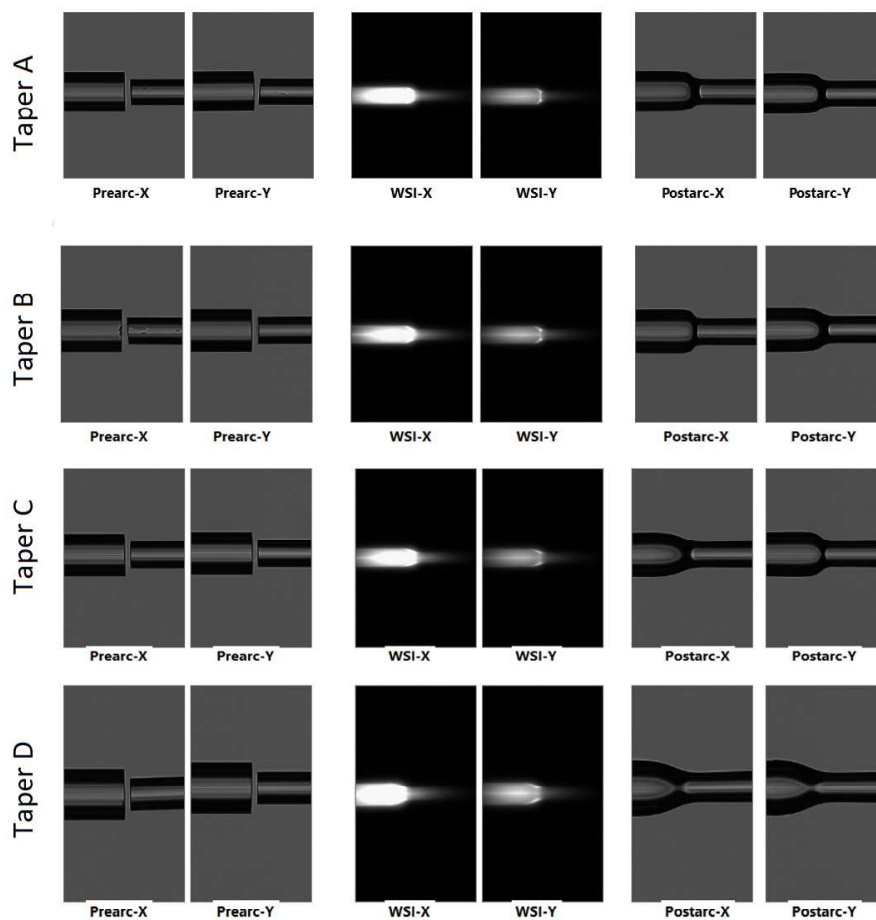 Taper A
Prearc-X Prearc-Y WSI-X WSI-Y Postarc-X Postarc-Y
Taper B
Prearc-X Prearc-Y WSI-X WSI-Y Postarc-X Postarc-Y
Taper C
Prearc-X Prearc-Y WSI-X WSI-Y Postarc-X Postarc-Y
Taper D
Prearc-X Prearc-Y WSI-X WSI-Y Postarc-X Postarc-Y